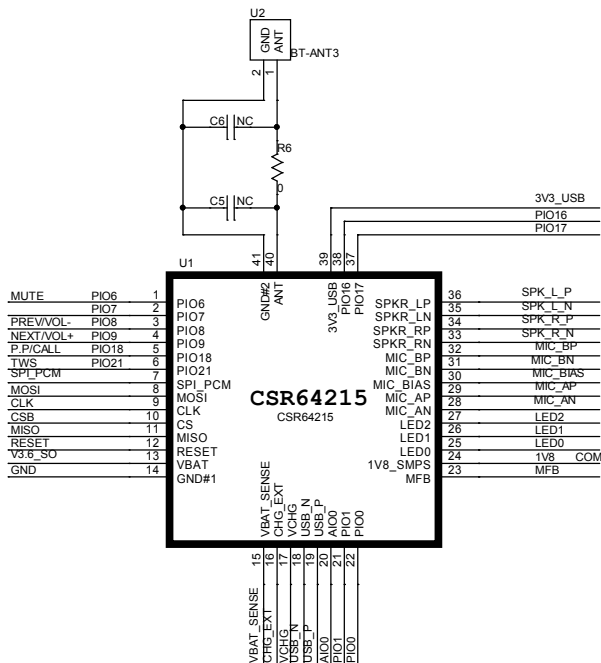 U2
GND
ANT
BT-ANT3
2
1
C6
NC
R6
0
C5
NC
3V3_USB
PIO16
PIO17
41
40
39
38
37
U1
GND#2
ANT
3V3_USB
PIO16
PIO17
MUTE PIO6 1 PIO6
PIO7 2 PIO7
PREV/VOL- PIO8 3 PIO8
NEXT/VOL+ PIO9 4 PIO9
P.P/CALL PIO18 5 PIO18
TWS PIO21 6 PIO21
SPI_PCM 7 SPI_PCM
MOSI 8 MOSI
CLK 9 CLK
CSB 10 CS
MISO 11 MISO
RESET 12 RESET
V3.6_SO 13 VBAT
GND 14 GND#1
CSR64215
CSR64215
SPKR_LP 36 SPK_L_P
SPKR_LN 35 SPK_L_N
SPKR_RP 34 SPK_R_P
SPKR_RN 33 SPK_R_N
MIC_BP 32 MIC_BP
MIC_BN 31 MIC_BN
MIC_BIAS 30 MIC_BIAS
MIC_AP 29 MIC_AP
MIC_AN 28 MIC_AN
LED2 27 LED2
LED1 26 LED1
LED0 25 LED0
1V8_SMPS 24 1V8 COM
MFB 23 MFB
VBAT_SENSE
CHG_EXT
VCHG
USB_N
USB_P
AIO0
PIO1
PIO0
15
16
17
18
19
20
21
22
VBAT_SENSE
CHG_EXT
VCHG
USB_N
USB_P
AIO0
PIO1
PIO0